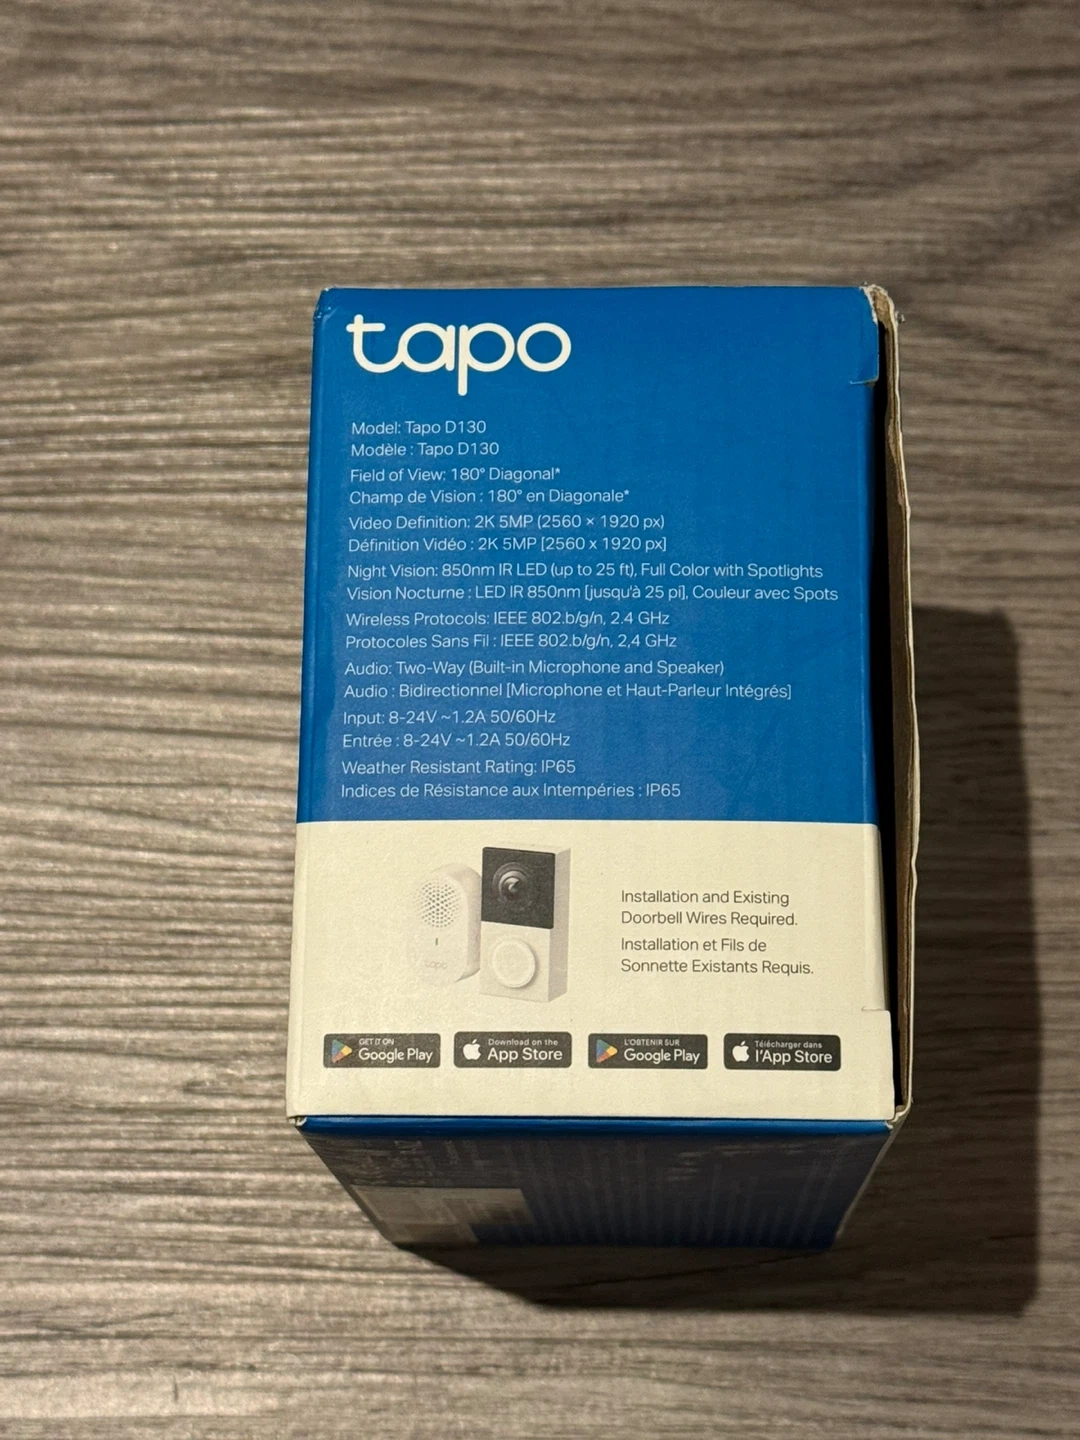 tapo
Model: Tapo D130
Modèle : Tapo D130
Field of View: 180° Diagonal*
Champ de Vision : 180° en Diagonale*
Video Definition: 2K 5MP (2560 × 1920 px)
Définition Vidéo : 2K 5MP [2560 x 1920 px]
Night Vision: 850nm IR LED (up to 25 ft), Full Color with Spotlights
Vision Nocturne : LED IR 850nm [jusqu'à 25 pi], Couleur avec Spots
Wireless Protocols: IEEE 802.b/g/n, 2.4 GHz
Protocoles Sans Fil : IEEE 802.b/g/n, 2,4 GHz
Audio: Two-Way (Built-in Microphone and Speaker)
Audio : Bidirectionnel [Microphone et Haut-Parleur Intégrés]
Input: 8-24V ~1.2A 50/60Hz
Entrée : 8-24V ~1.2A 50/60Hz
Weather Resistant Rating: IP65
Indices de Résistance aux Intempéries : IP65
Installation and Existing
Doorbell Wires Required.
Installation et Fils de
Sonnette Existants Requis.
tapo
GET IT ON
Google Play
Download on the
App Store
L'OBTENIR SUR
Google Play
Télécharger dans
l'App Store